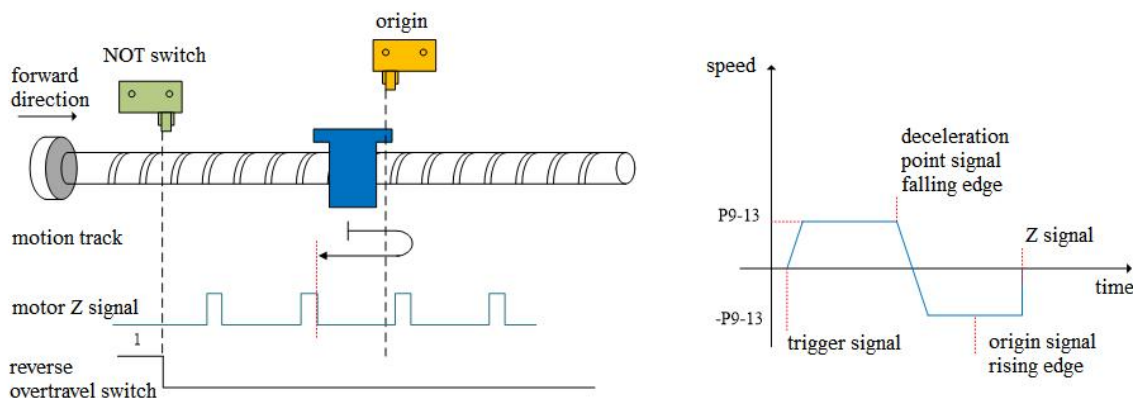 origin
NOT switch
forward
direction
motion track
motor Z signal
1
reverse
overtravel switch
speed
deceleration
point signal
falling edge
P9-13
Z signal
time
-P9-13
trigger signal
origin signal
rising edge